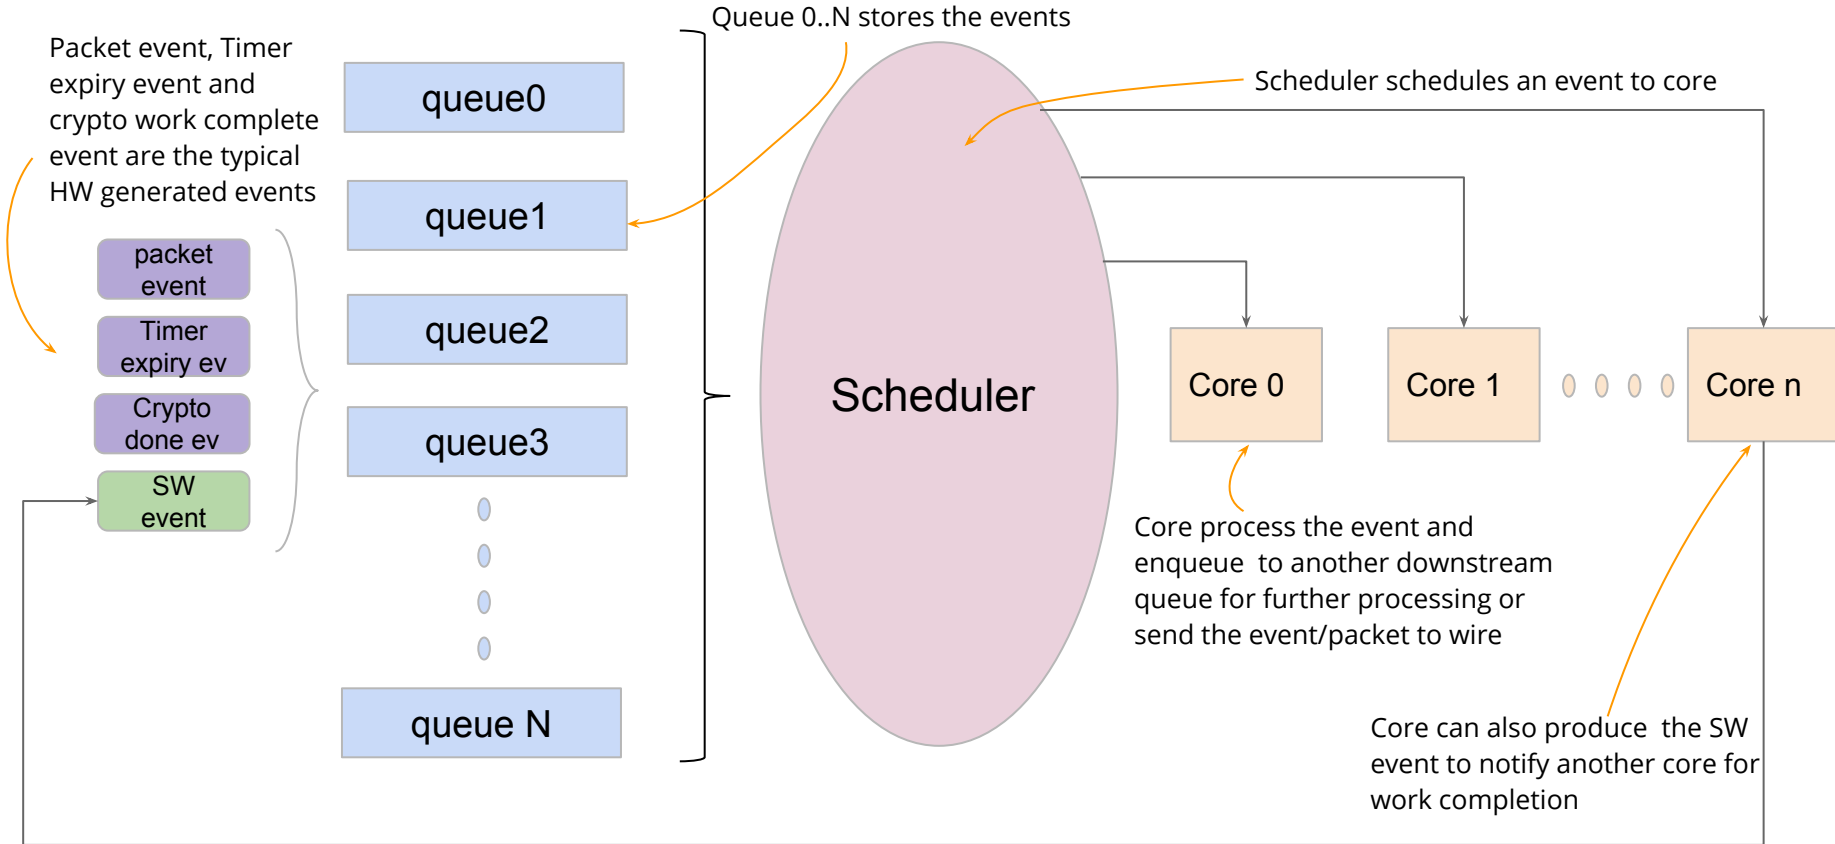 Queue 0..N stores the events
Packet event, Timer
expiry event and
crypto work complete
event are the typical
HW generated events
queue0
Scheduler schedules an event to core
queue1
packet
event
Timer
expiry ev
queue2
Crypto
done ev
queue3
SW
event
Scheduler
Core 0
Core 1
Core n
Core process the event and
enqueue  to another downstream
queue for further processing or
send the event/packet to wire
queue N
Core can also produce  the SW
event to notify another core for
work completion